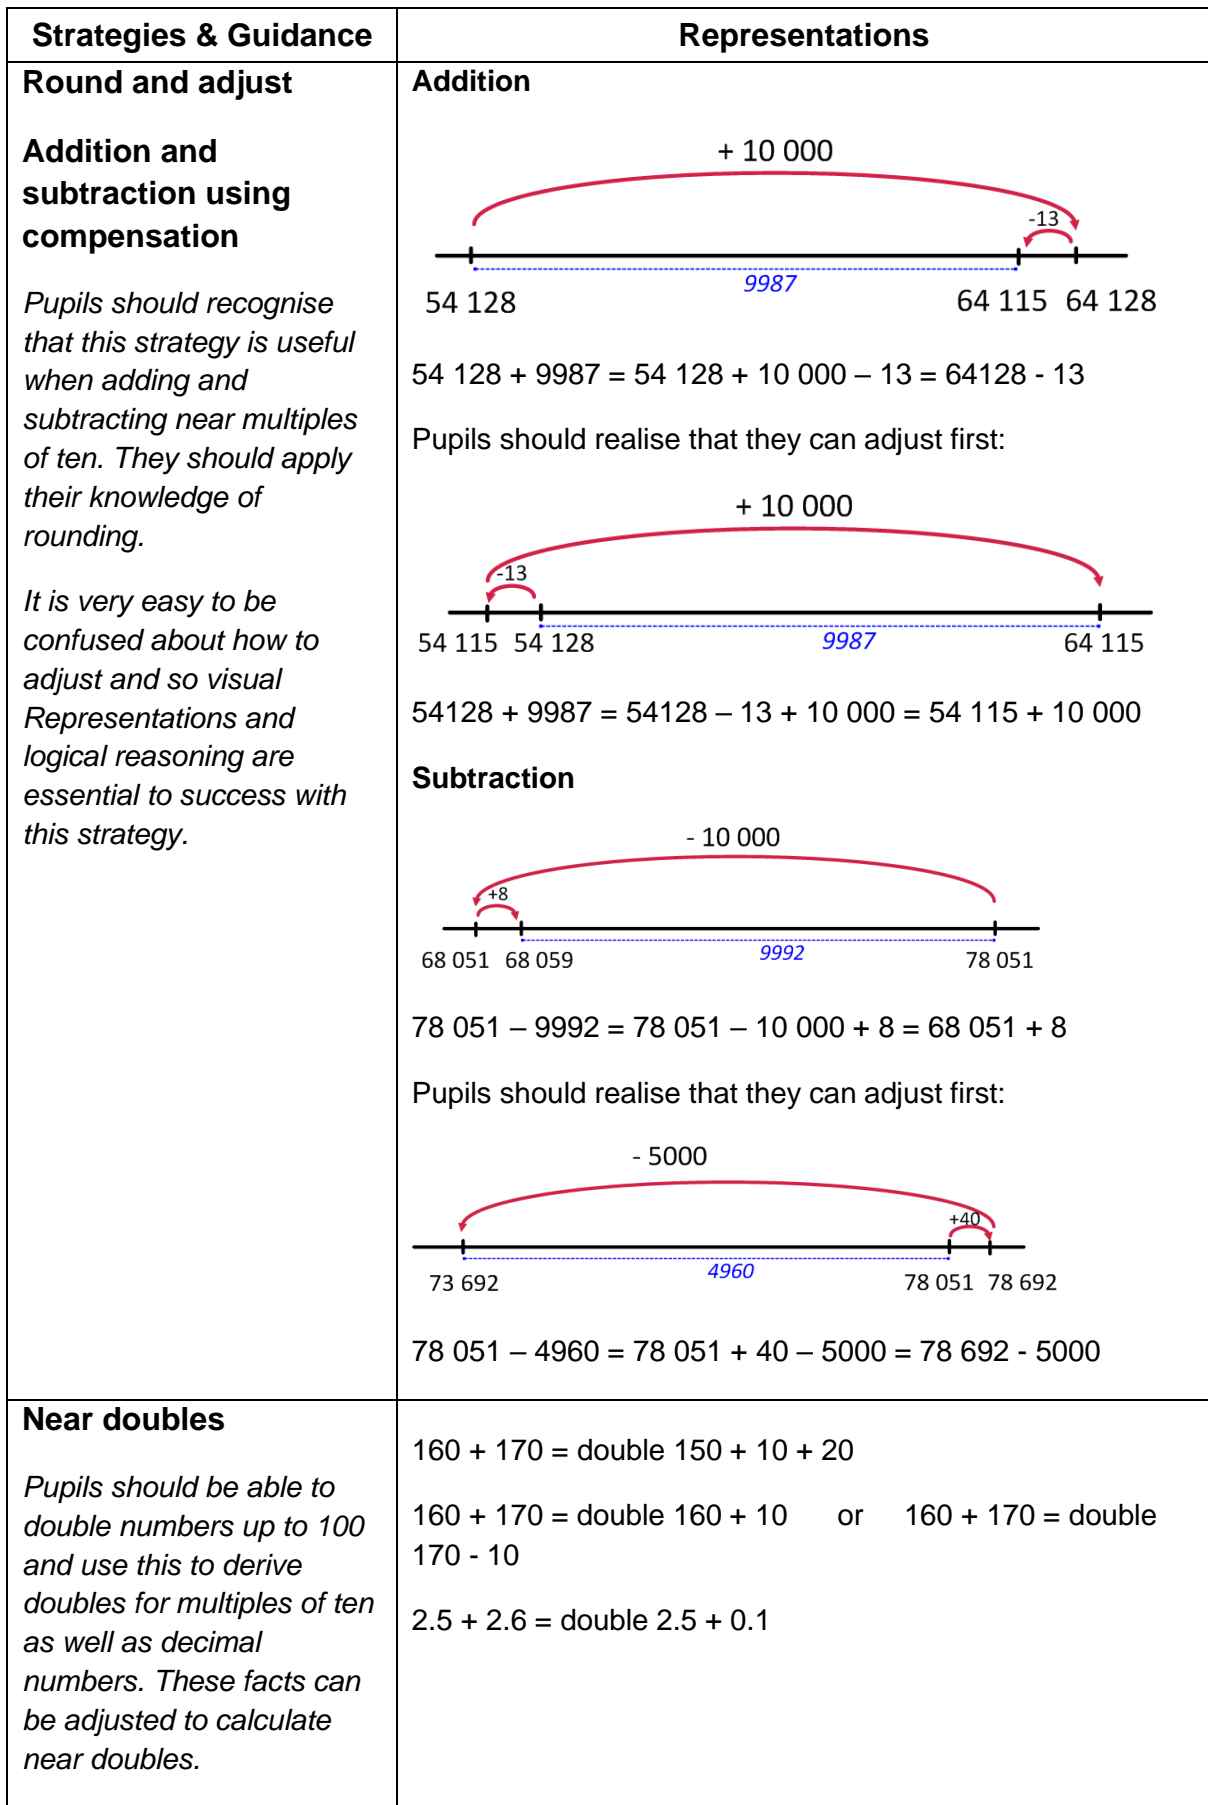 Strategies & Guidance
Representations
Round and adjust
Addition and
subtraction using
compensation
Pupils should recognise
that this strategy is useful
when adding and
subtracting near multiples
of ten. They should apply
their knowledge of
rounding.
It is very easy to be
confused about how to
adjust and so visual
Representations and
logical reasoning are
essential to success with
this strategy.
Addition
+ 10 000
-13
9987
54 128
64 115 64 128
54 128 + 9987 = 54 128 + 10 000 – 13 = 64128 - 13
Pupils should realise that they can adjust first:
+ 10 000
-13
54 115 54 128
9987
64 115
54128 + 9987 = 54128 – 13 + 10 000 = 54 115 + 10 000
Subtraction
- 10 000
+8
68 051 68 059
9992
78 051
78 051 – 9992 = 78 051 – 10 000 + 8 = 68 051 + 8
Pupils should realise that they can adjust first:
- 5000
+40
73 692
4960
78 051 78 692
78 051 – 4960 = 78 051 + 40 – 5000 = 78 692 - 5000
Near doubles
Pupils should be able to
double numbers up to 100
and use this to derive
doubles for multiples of ten
as well as decimal
numbers. These facts can
be adjusted to calculate
near doubles.
160 + 170 = double 150 + 10 + 20
160 + 170 = double 160 + 10 or 160 + 170 = double
170 - 10
2.5 + 2.6 = double 2.5 + 0.1